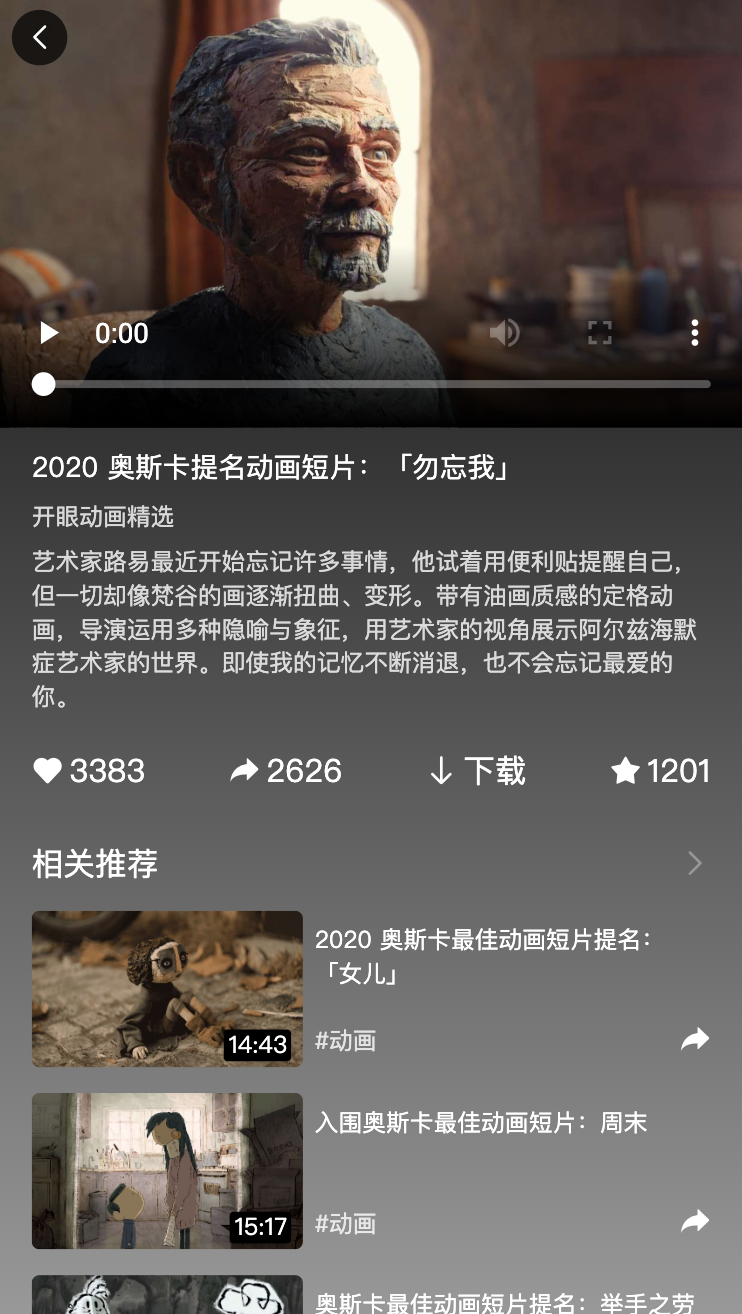 0:00
2020 奥斯卡提名动画短片：「勿忘我」
开眼动画精选
艺术家路易最近开始忘记许多事情，他试着用便利贴提醒自己，
但一切却像梵谷的画逐渐扭曲、变形。带有油画质感的定格动
画，导演运用多种隐喻与象征，用艺术家的视角展示阿尔兹海默
症艺术家的世界。即使我的记忆不断消退，也不会忘记最爱的
你。
3383 2626 下载 1201
相关推荐
2020 奥斯卡最佳动画短片提名：
「女儿」
14:43
#动画
入围奥斯卡最佳动画短片：周末
15:17
#动画
奥斯卡最佳动画短片提名：举手之劳